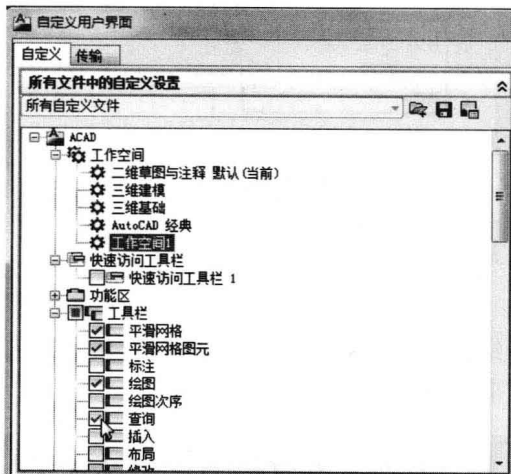 自定义用户界面
自定义 传输
所有文件中的自定义设置
所有自定义文件
ACAD
工作空间
二维草图与注释 默认(当前)
三维建模
三维基础
AutoCAD 经典
工作空间1
快速访问工具栏
快速访问工具栏 1
功能区
工具栏
平滑网格
平滑网格图元
标注
绘图
绘图次序
查询
插入
布局
修改